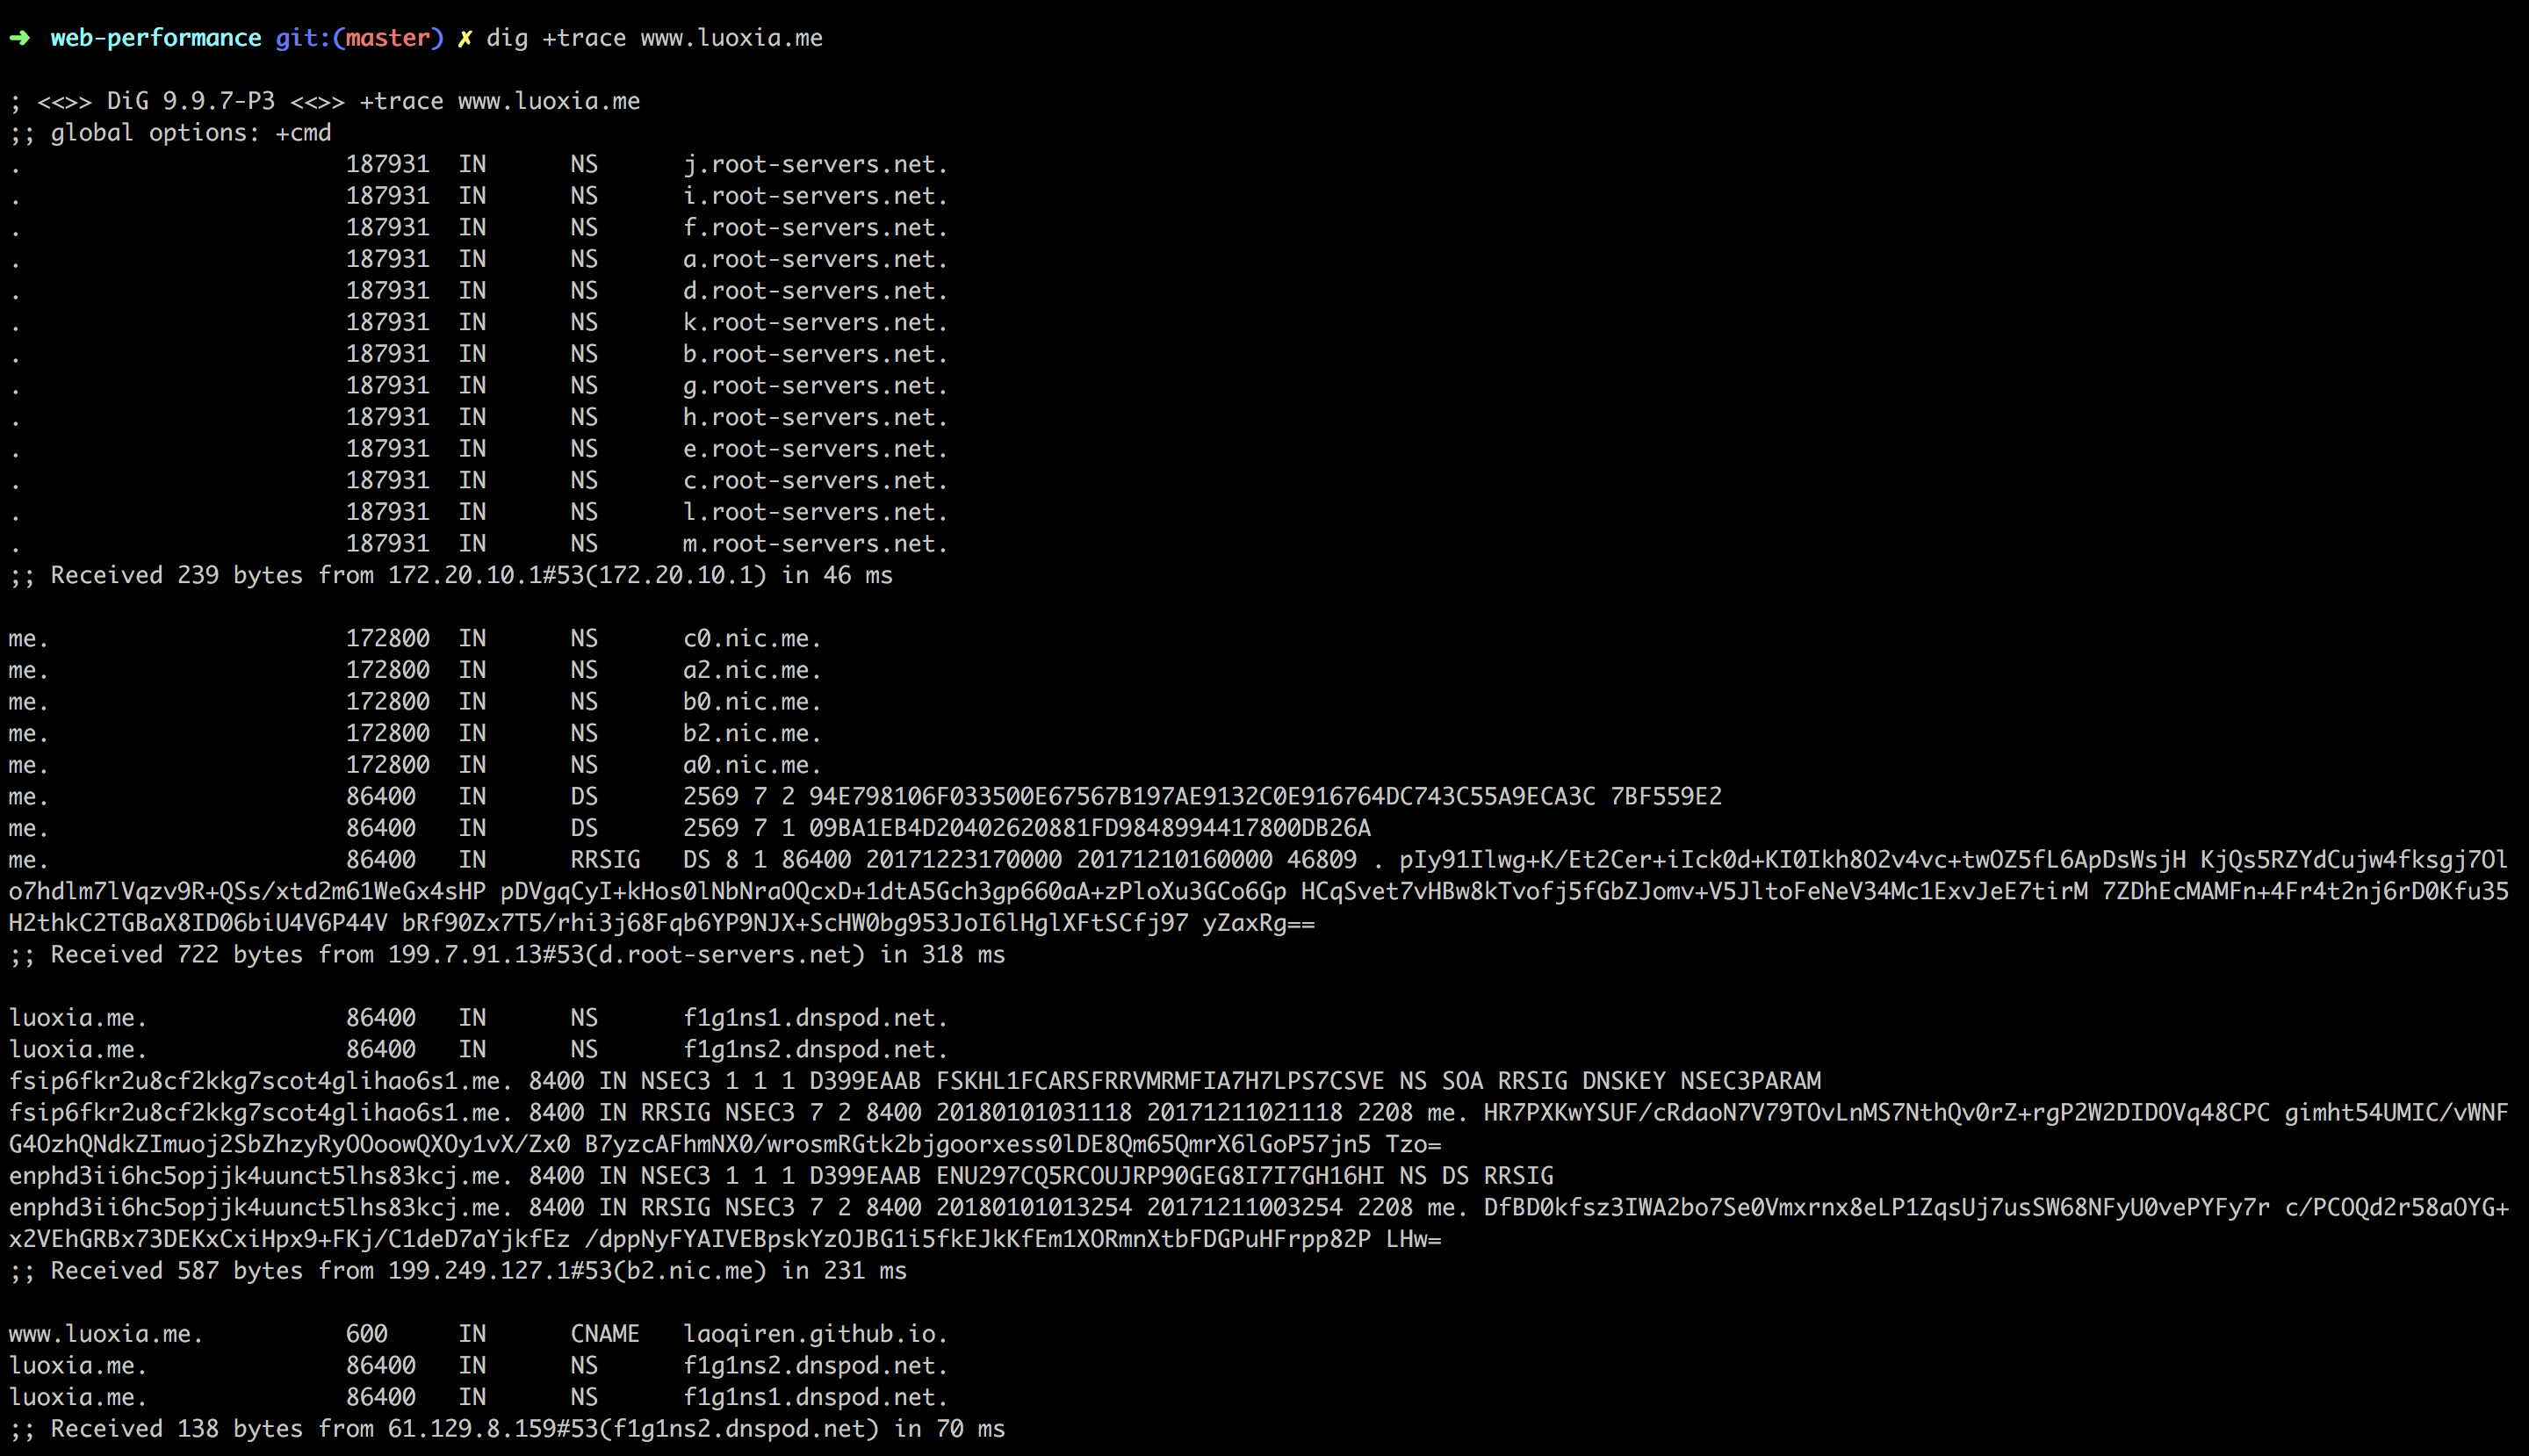 ➜  web-performance git:(master) ✗ dig +trace www.luoxia.me
; <<>> DiG 9.9.7-P3 <<>> +trace www.luoxia.me
;; global options: +cmd
.			187931	IN	NS	j.root-servers.net.
.			187931	IN	NS	i.root-servers.net.
.			187931	IN	NS	f.root-servers.net.
.			187931	IN	NS	a.root-servers.net.
.			187931	IN	NS	d.root-servers.net.
.			187931	IN	NS	k.root-servers.net.
.			187931	IN	NS	b.root-servers.net.
.			187931	IN	NS	g.root-servers.net.
.			187931	IN	NS	h.root-servers.net.
.			187931	IN	NS	e.root-servers.net.
.			187931	IN	NS	c.root-servers.net.
.			187931	IN	NS	l.root-servers.net.
.			187931	IN	NS	m.root-servers.net.
;; Received 239 bytes from 172.20.10.1#53(172.20.10.1) in 46 ms
me.			172800	IN	NS	c0.nic.me.
me.			172800	IN	NS	a2.nic.me.
me.			172800	IN	NS	b0.nic.me.
me.			172800	IN	NS	b2.nic.me.
me.			172800	IN	NS	a0.nic.me.
me.			86400	IN	DS	2569 7 2 94E798106F033500E67567B197AE9132C0E916764DC743C55A9ECA3C 7BF559E2
me.			86400	IN	DS	2569 7 1 09BA1EB4D20402620881FD9848994417800DB26A
me.			86400	IN	RRSIG	DS 8 1 86400 20171223170000 20171210160000 46809 . pIy91Ilwg+K/Et2Cer+iIck0d+KI0Ikh8O2v4vc+twOZ5fL6ApDsWsjH KjQs5RZYdCujw4fksgj7Ol
o7hdlm7lVqzv9R+QSs/xtd2m61WeGx4sHP pDVgqCyI+kHos0lNbNraOQcxD+1dtA5Gch3gp660aA+zPloXu3GCo6Gp HCqSvet7vHBw8kTvofj5fGbZJomv+V5JltoFeNeV34Mc1ExvJeE7tirM 7ZDhEcMAMFn+4Fr4t2nj6rD0Kfu35
H2thkC2TGBaX8ID06biU4V6P44V bRf90Zx7T5/rhi3j68Fqb6YP9NJX+ScHW0bg953JoI6lHglXFtSCfj97 yZaxRg==
;; Received 722 bytes from 199.7.91.13#53(d.root-servers.net) in 318 ms
luoxia.me.		86400	IN	NS	f1g1ns1.dnspod.net.
luoxia.me.		86400	IN	NS	f1g1ns2.dnspod.net.
fsip6fkr2u8cf2kkg7scot4glihao6s1.me. 8400 IN NSEC3 1 1 1 D399EAAB FSKHL1FCARSFRRVMRMFIA7H7LPS7CSVE NS SOA RRSIG DNSKEY NSEC3PARAM
fsip6fkr2u8cf2kkg7scot4glihao6s1.me. 8400 IN RRSIG NSEC3 7 2 8400 20180101031118 20171211021118 2208 me. HR7PXKwYSUF/cRdaoN7V79TOvLnMS7NthQv0rZ+rgP2W2DIDOVq48CPC gimht54UMIC/vWNF
G4OzhQNdkZImuoj2SbZhzyRyOOoowQXOy1vX/Zx0 B7yzcAFhmNX0/wrosmRGtk2bjgoorxess0lDE8Qm65QmrX6lGoP57jn5 Tzo=
enphd3ii6hc5opjjk4uunct5lhs83kcj.me. 8400 IN NSEC3 1 1 1 D399EAAB ENU297CQ5RCOUJRP90GEG8I7I7GH16HI NS DS RRSIG
enphd3ii6hc5opjjk4uunct5lhs83kcj.me. 8400 IN RRSIG NSEC3 7 2 8400 20180101013254 20171211003254 2208 me. DfBD0kfsz3IWA2bo7Se0Vmxrnx8eLP1ZqsUj7usSW68NFyU0vePYFy7r c/PCOQd2r58aOYG+
x2VEhGRBx73DEKxCxiHpx9+FKj/C1deD7aYjkfEz /dppNyFYAIVEBpskYzOJBG1i5fkEJkKfEm1XORmnXtbFDGPuHFrpp82P LHw=
;; Received 587 bytes from 199.249.127.1#53(b2.nic.me) in 231 ms
www.luoxia.me.		600	IN	CNAME	laoqiren.github.io.
luoxia.me.		86400	IN	NS	f1g1ns2.dnspod.net.
luoxia.me.		86400	IN	NS	f1g1ns1.dnspod.net.
;; Received 138 bytes from 61.129.8.159#53(f1g1ns2.dnspod.net) in 70 ms